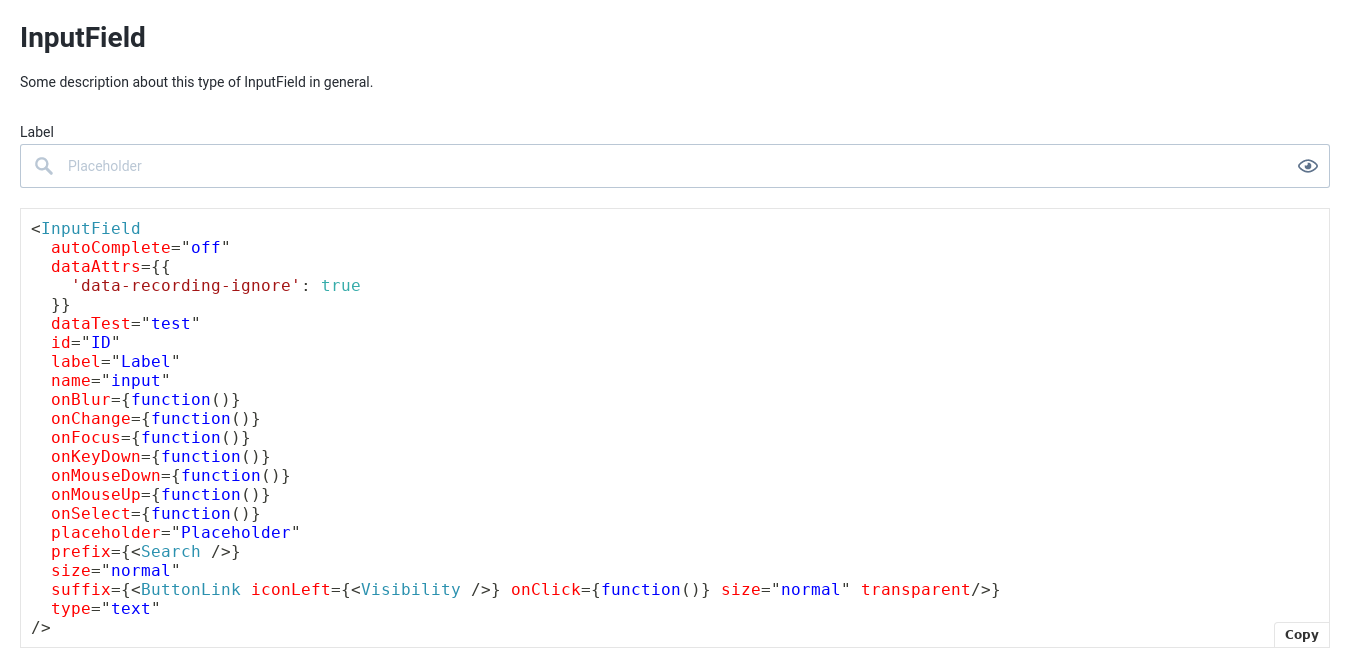 InputField
Some description about this type of InputField in general.
Label
Placeholder
<InputField
  autoComplete="off"
  dataAttrs={{
    'data-recording-ignore': true
  }}
  dataTest="test"
  id="ID"
  label="Label"
  name="input"
  onBlur={function()}
  onChange={function()}
  onFocus={function()}
  onKeyDown={function()}
  onMouseDown={function()}
  onMouseUp={function()}
  onSelect={function()}
  placeholder="Placeholder"
  prefix={<Search />}
  size="normal"
  suffix={<ButtonLink iconLeft={<Visibility />} onClick={function()} size="normal" transparent/>}
  type="text"
/>
Copy